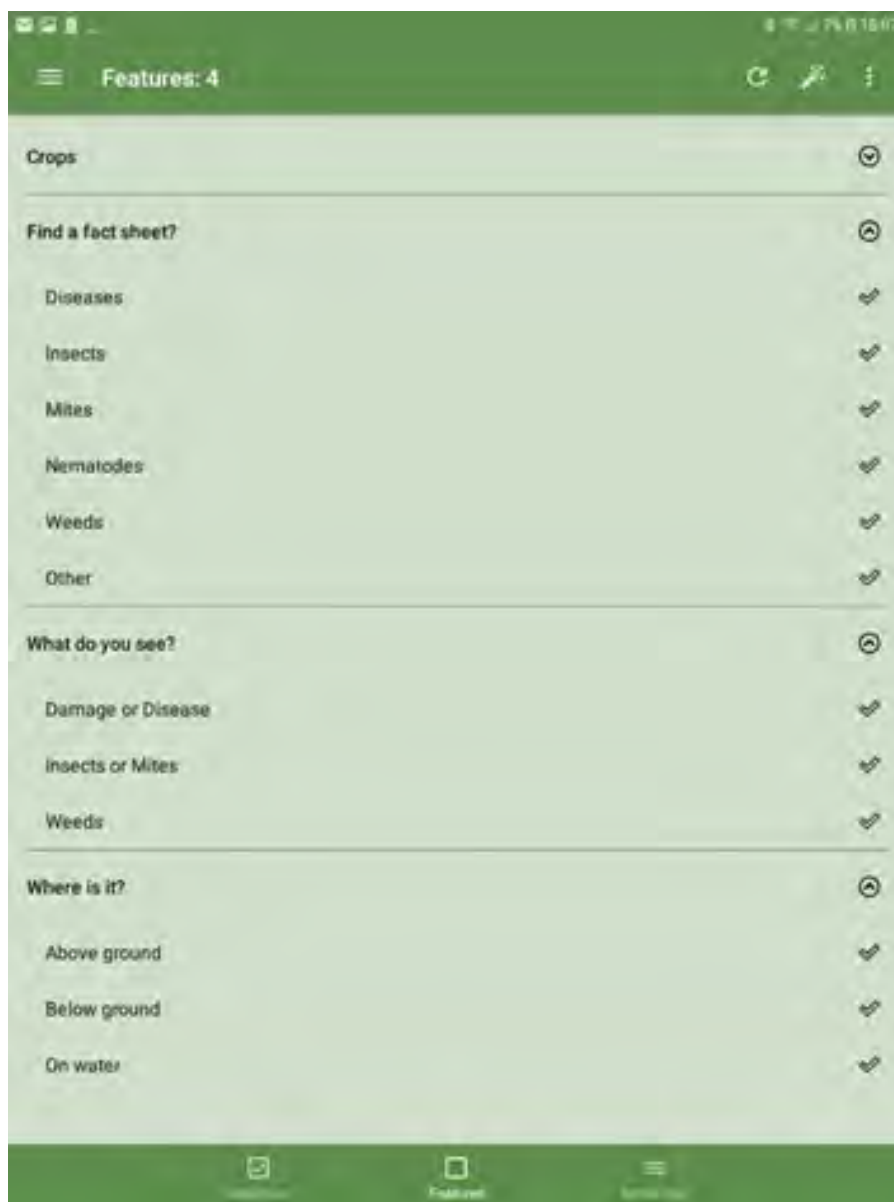 Features: 4
Crops
Find a fact sheet?
Diseases
Insects
Mites
Nematodes
Weeds
Other
What do you see?
Damage or Disease
Insects or Mites
Weeds
Where is it?
Above ground
Below ground
On water
Features